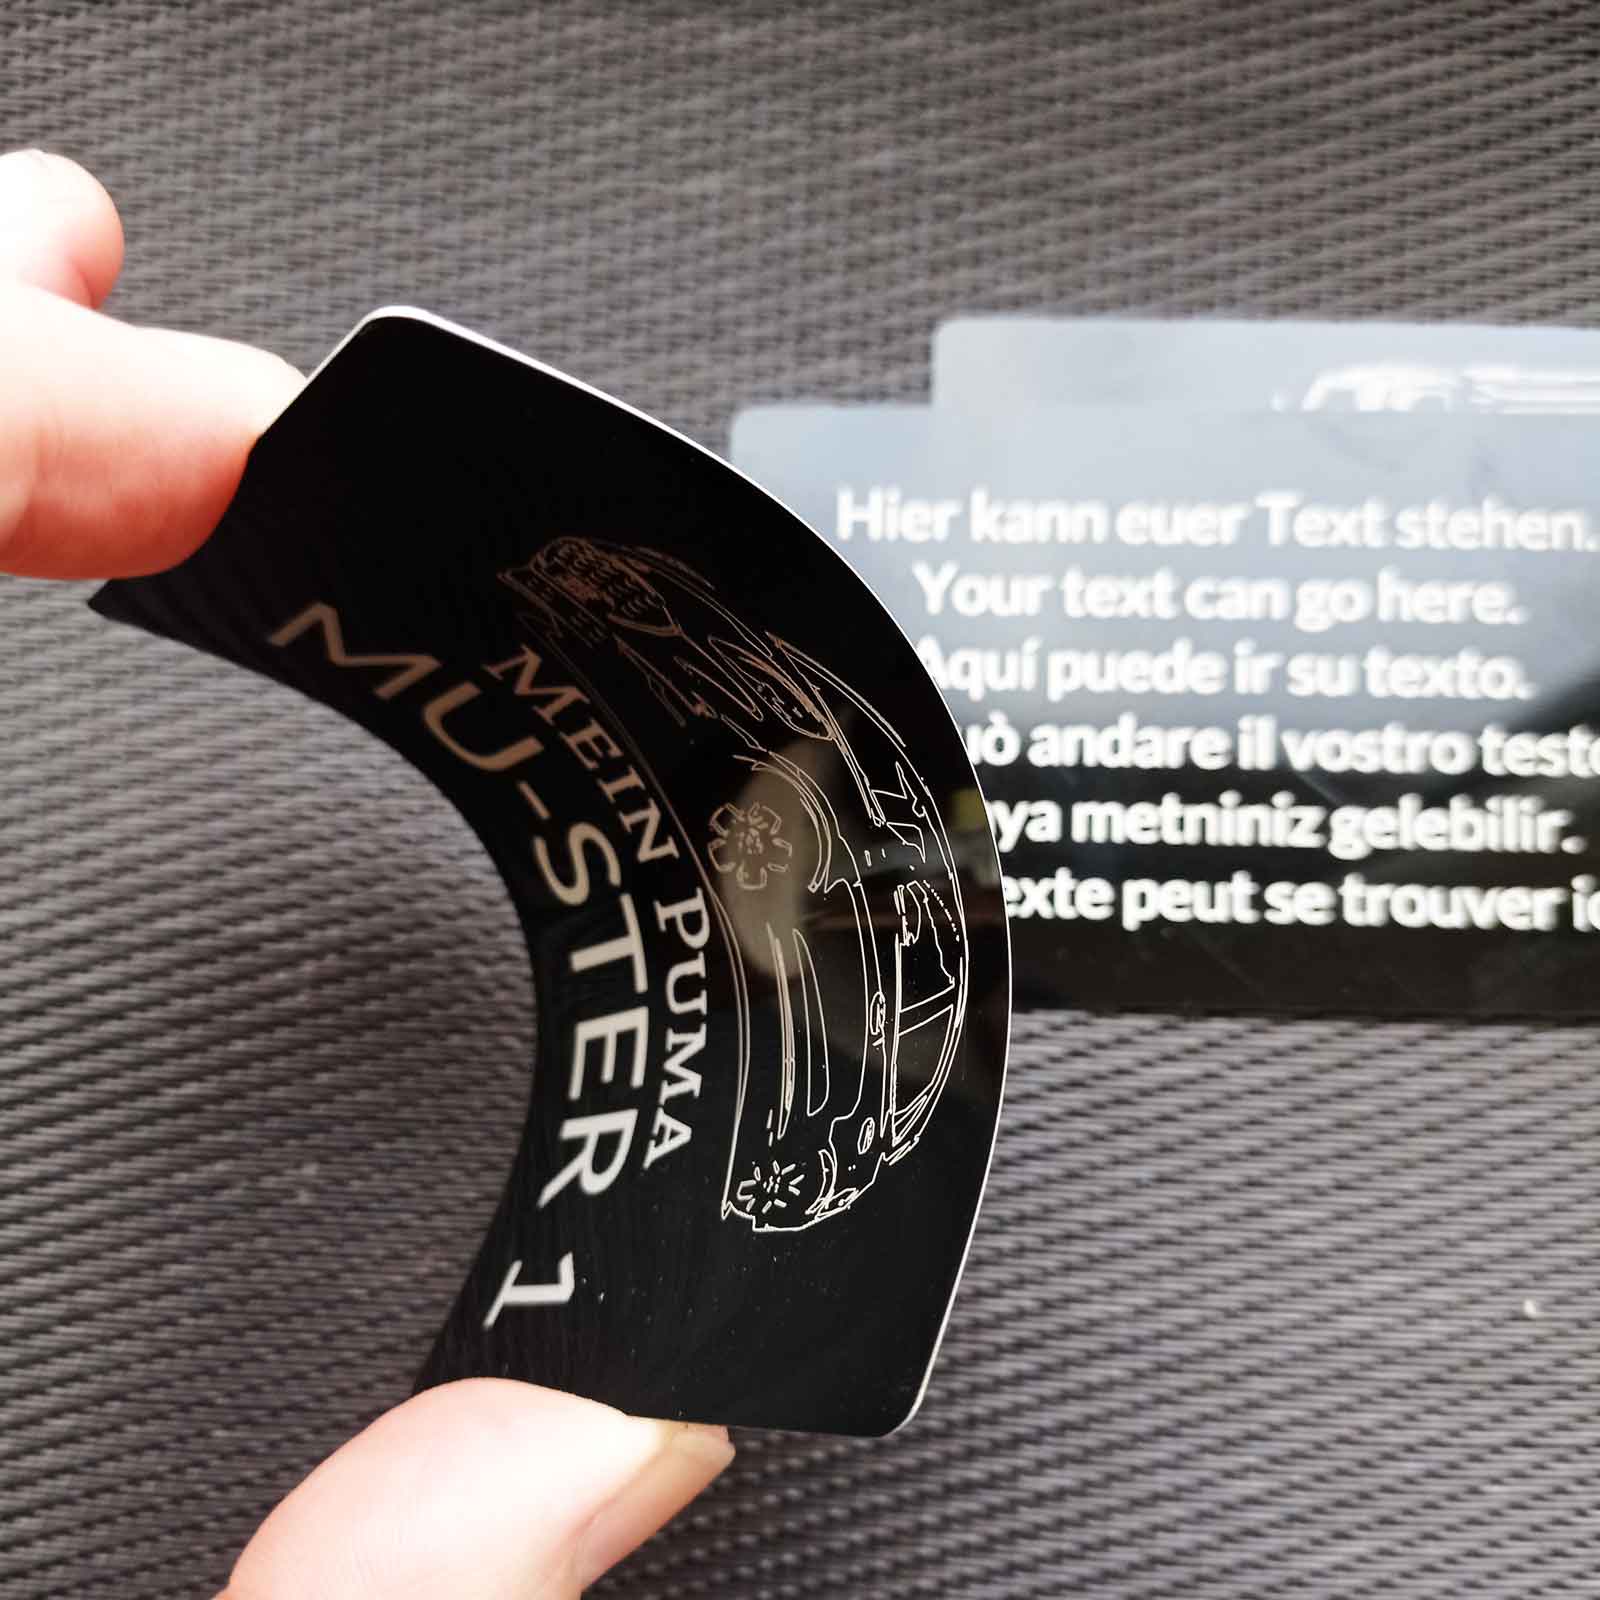 MEIN PUMA
MU-STER 1
Hier kann euer Text stehen.
Your text can go here.
Aquí puede ir su texto.
andare il vostro
metniniz gelebilir.
peut se trouver